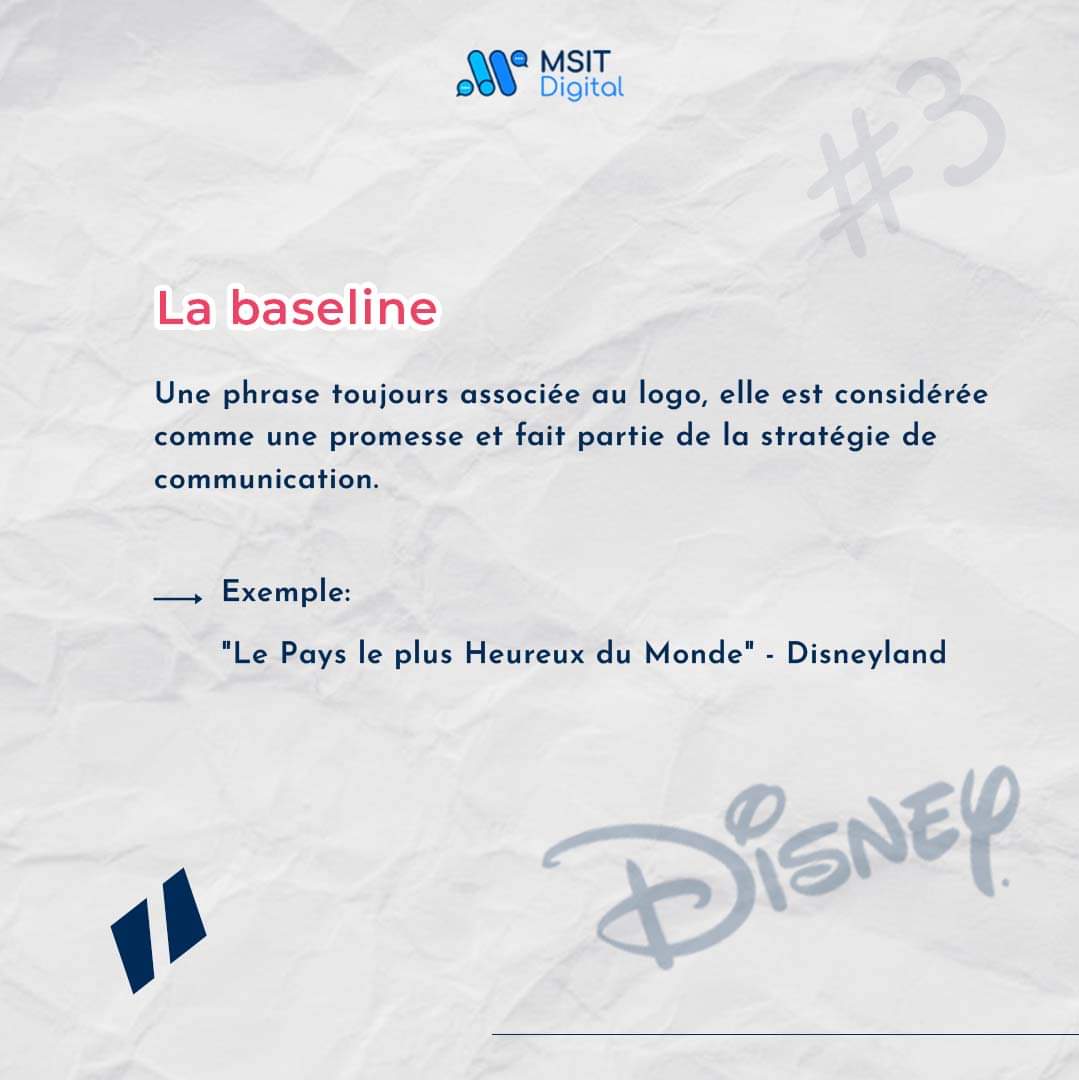 MSIT
Digital
#3
La baseline
Une phrase toujours associée au logo, elle est considérée
comme une promesse et fait partie de la stratégie de
communication.
Exemple:
"Le Pays le plus Heureux du Monde" - Disneyland
DISNEY